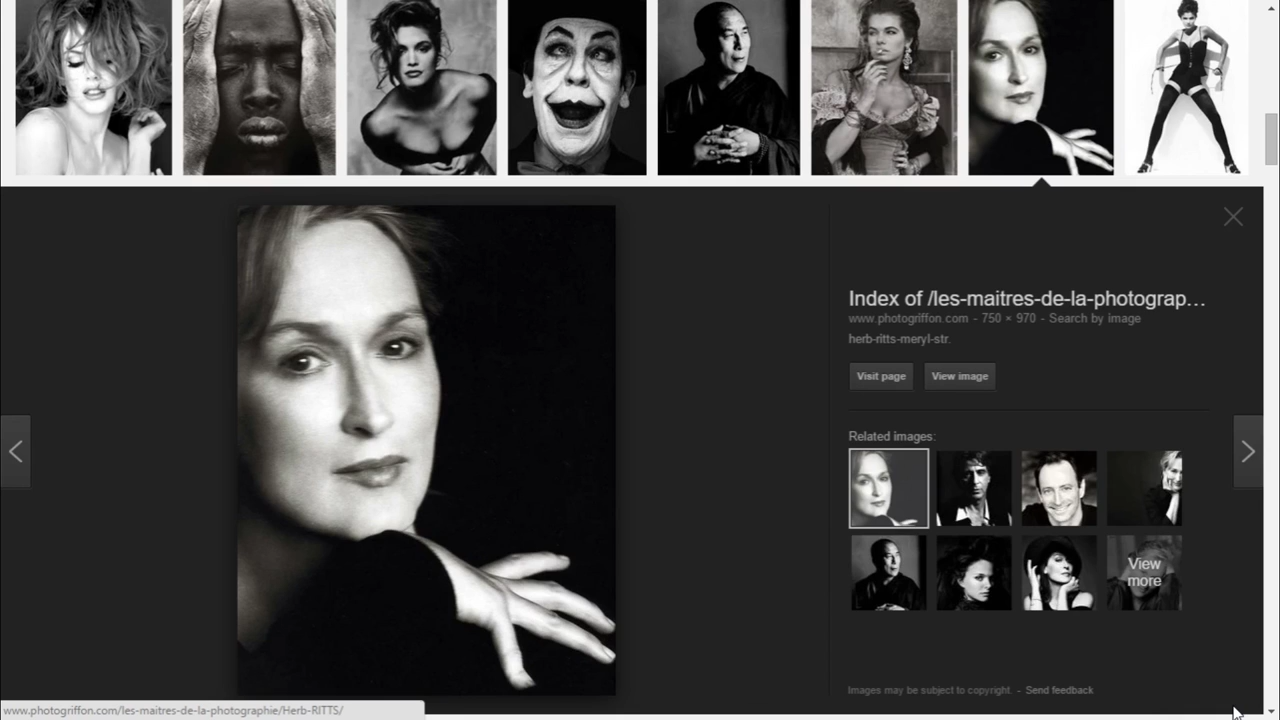 Index of /les-maitres-de-la-photograp…
www.photogriffon.com - 750 × 970 - Search by image
herb-ritts-meryl-str.
Visit page View image
Related images:
View
more
Images may be subject to copyright. - Send feedback
www.photogriffon.com/les-maitres-de-la-photographie/Herb-RITTS/